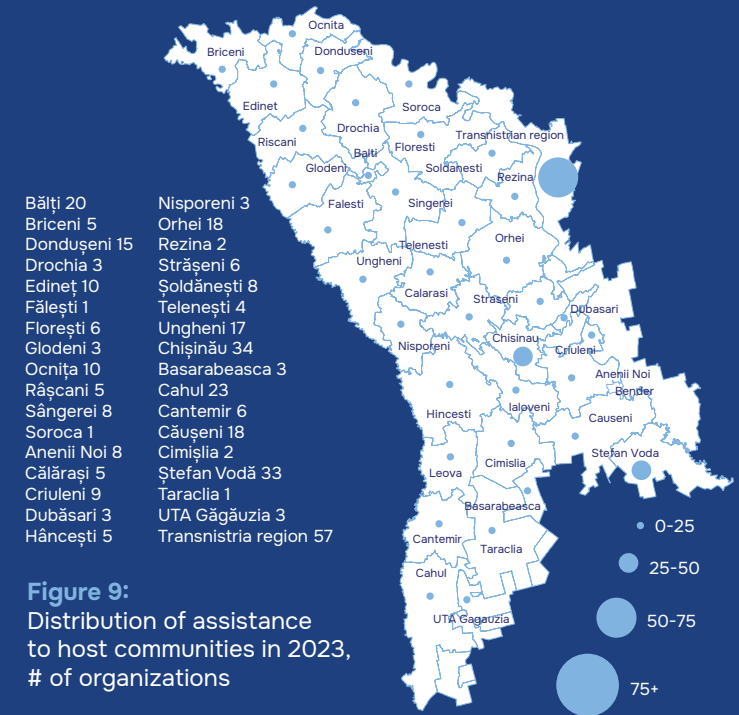 Ocnita
Briceni
Donduseni
Edinet
Soroca
Drochia
Transnistrian region
Riscani
Floresti
Balti
Glodeni
Soldanesti
Rezina
Falesti
Singerei
Orhei
Telenesti
Ungheni
Calarasi
Straseni
Dubasari
Chisinau
Nisporeni
Criuleni
Anenii Noi
Bender
Ialoveni
Hincesti
Causeni
Stefan Voda
Cimislia
Leova
Basarabeasca
Cantemir
Taraclia
Cahul
UTA Gagauzia
Bălți 20
Briceni 5
Dondușeni 15
Drochia 3
Edineț 10
Fălești 1
Florești 6
Glodeni 3
Ocnița 10
Râșcani 5
Sângerei 8
Soroca 1
Anenii Noi 8
Călărași 5
Criuleni 9
Dubăsari 3
Hâncești 5
Nisporeni 3
Orhei 18
Rezina 2
Strășeni 6
Șoldănești 8
Telenești 4
Ungheni 17
Chișinău 34
Basarabeasca 3
Cahul 23
Cantemir 6
Căușeni 18
Cimișlia 2
Ștefan Vodă 33
Taraclia 1
UTA Găgăuzia 3
Transnistria region 57
0-25
25-50
50-75
75+
Figure 9:
Distribution of assistance
to host communities in 2023,
# of organizations